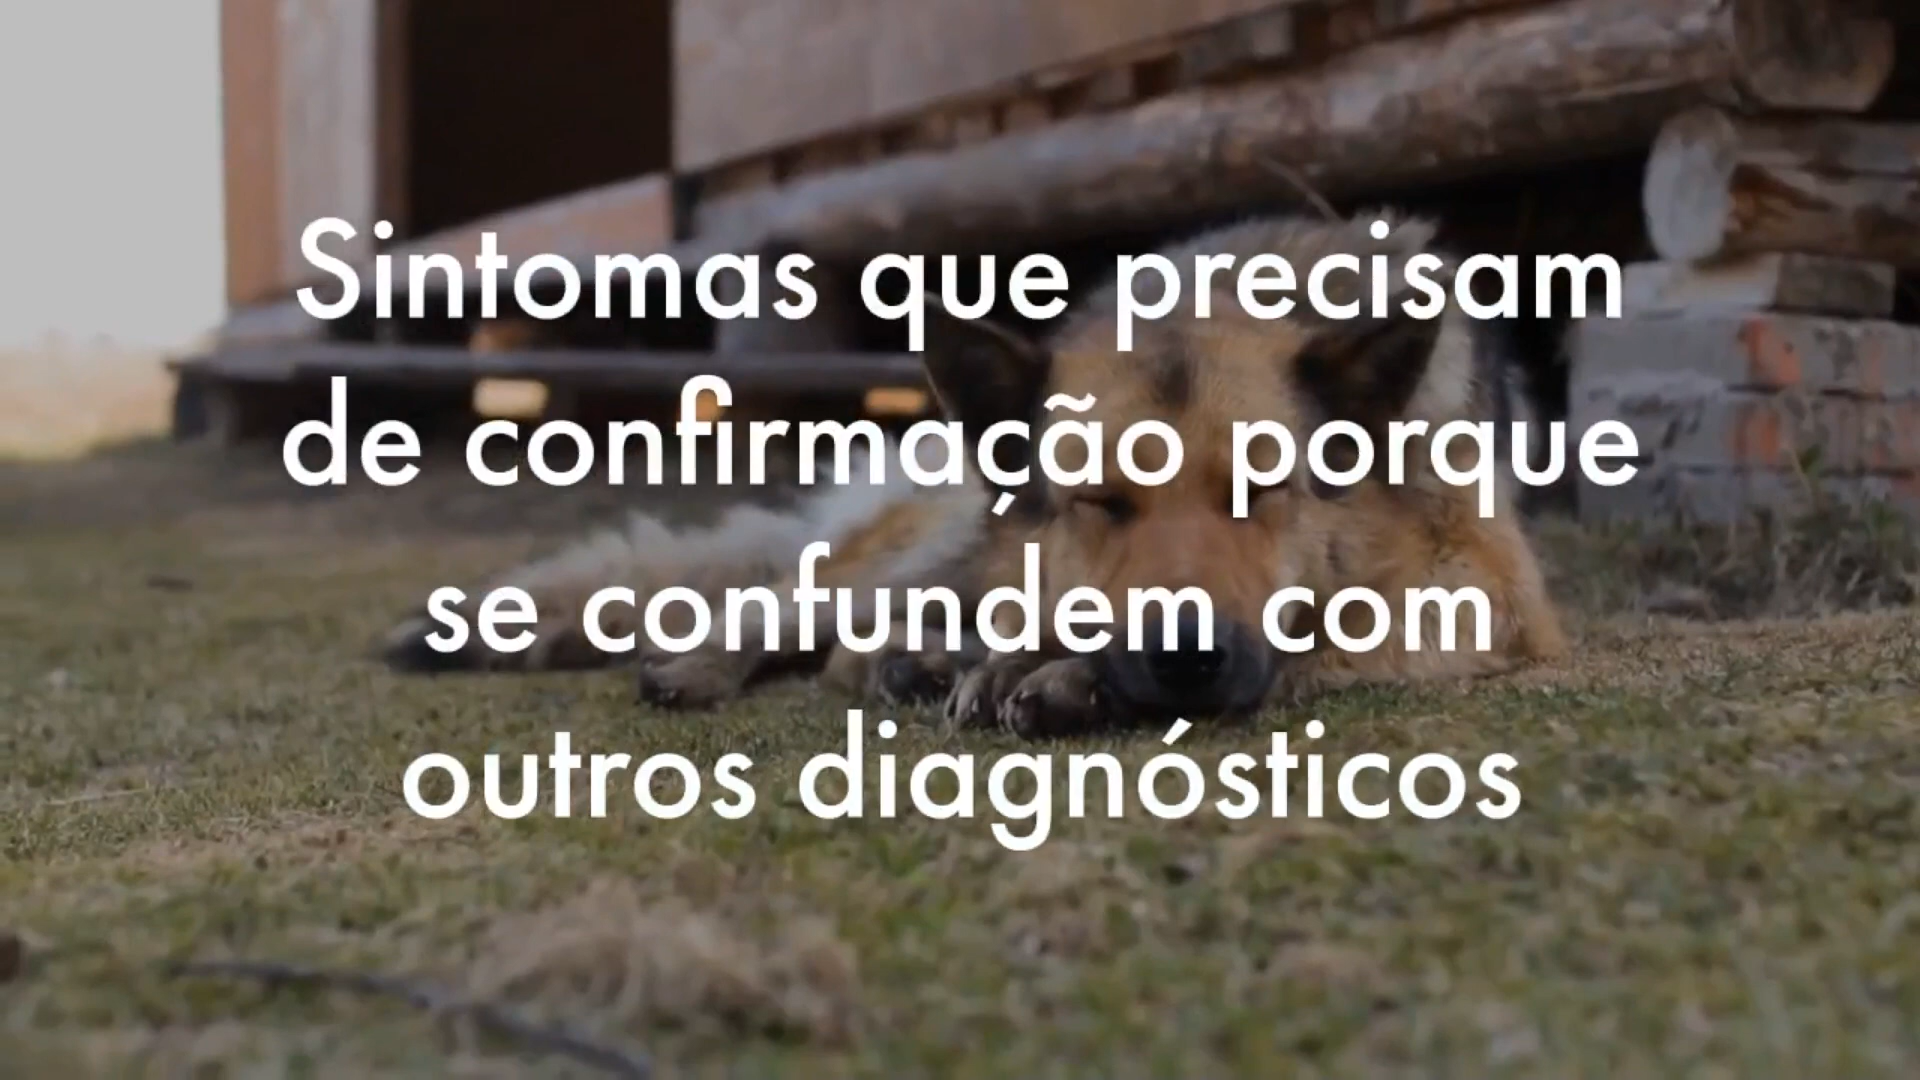 Sintomas que precisam
de confirmação porque
se confundem com
outros diagnósticos